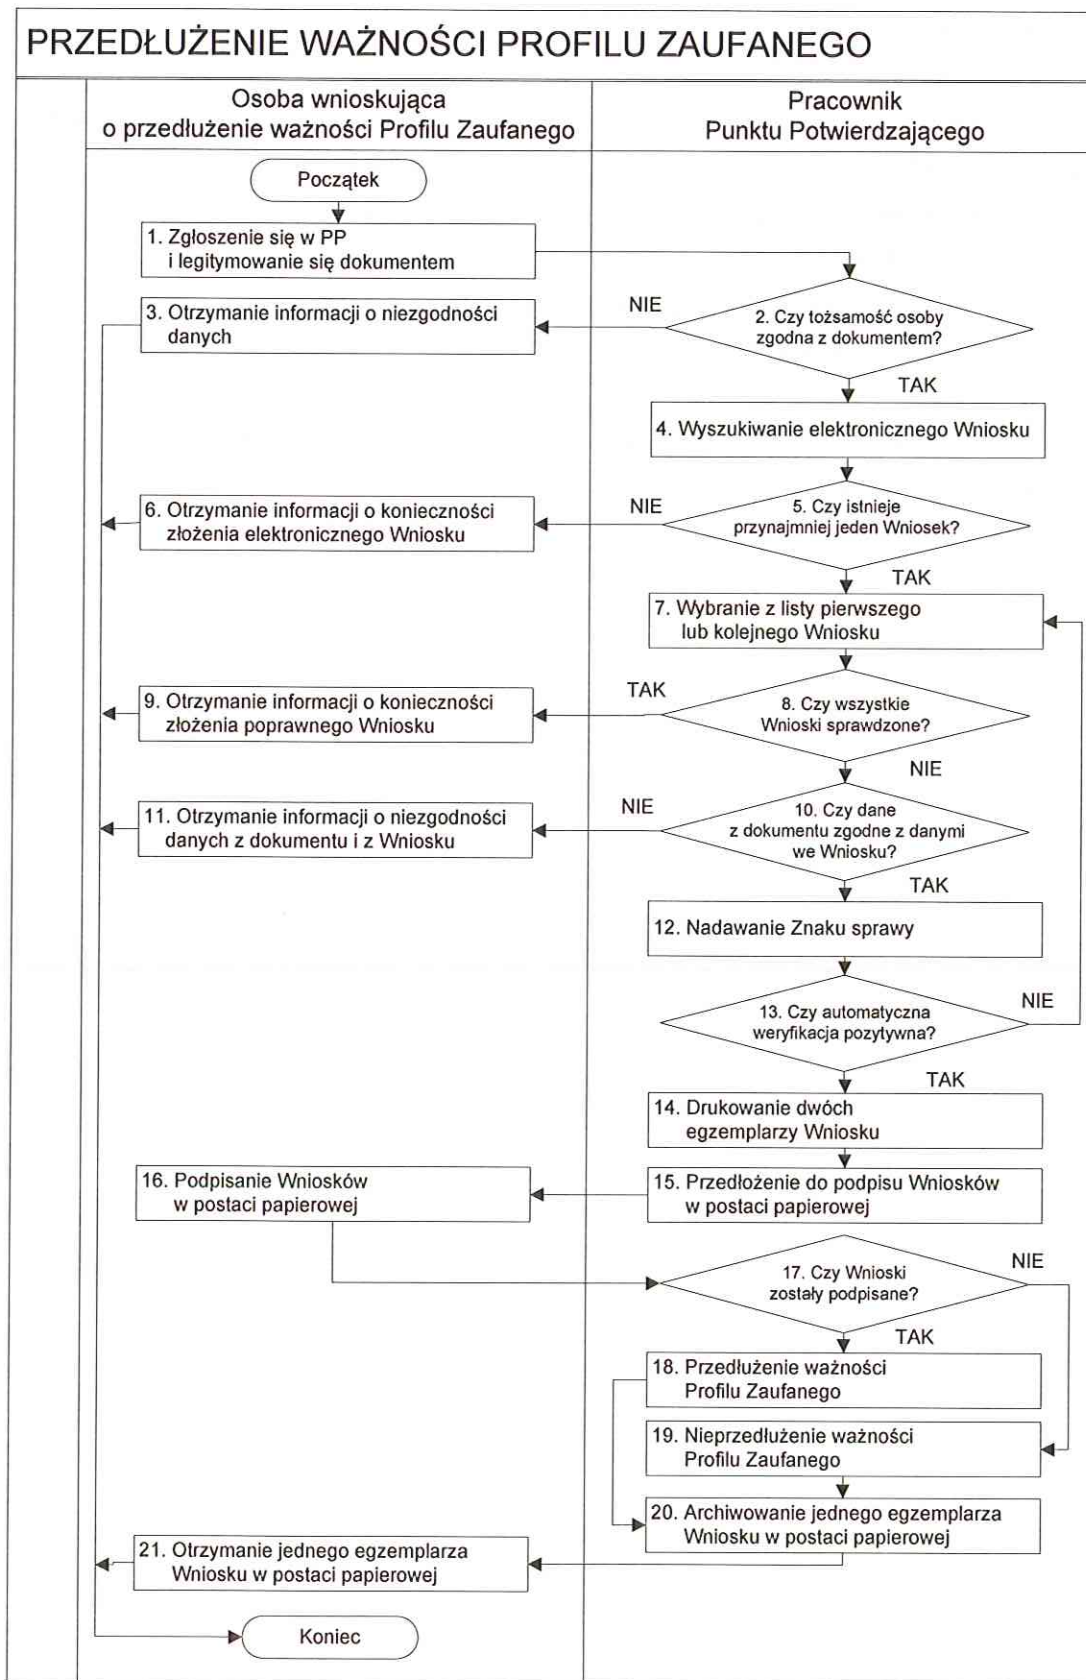 PRZEDŁUŻENIE WAŻNOŚCI PROFILU ZAUFANEGO
Osoba wnioskująca
o przedłużenie ważności Profilu Zaufanego
Pracownik
Punktu Potwierdzającego
Początek
1. Zgłoszenie się w PP
i legitymowanie się dokumentem
2. Czy tożsamość osoby
zgodna z dokumentem?
NIE
3. Otrzymanie informacji o niezgodności
danych
TAK
4. Wyszukiwanie elektronicznego Wniosku
5. Czy istnieje
przynajmniej jeden Wniosek?
NIE
6. Otrzymanie informacji o konieczności
złożenia elektronicznego Wniosku
TAK
7. Wybranie z listy pierwszego
lub kolejnego Wniosku
8. Czy wszystkie
Wnioski sprawdzone?
TAK
9. Otrzymanie informacji o konieczności
złożenia poprawnego Wniosku
NIE
10. Czy dane
z dokumentu zgodne z danymi
we Wniosku?
NIE
11. Otrzymanie informacji o niezgodności
danych z dokumentu i z Wniosku
TAK
12. Nadawanie Znaku sprawy
13. Czy automatyczna
weryfikacja pozytywna?
NIE
TAK
14. Drukowanie dwóch
egzemplarzy Wniosku
15. Przedłożenie do podpisu Wniosków
w postaci papierowej
16. Podpisanie Wniosków
w postaci papierowej
17. Czy Wnioski
zostały podpisane?
NIE
TAK
18. Przedłużenie ważności
Profilu Zaufanego
19. Nieprzedłużenie ważności
Profilu Zaufanego
20. Archiwowanie jednego egzemplarza
Wniosku w postaci papierowej
21. Otrzymanie jednego egzemplarza
Wniosku w postaci papierowej
Koniec